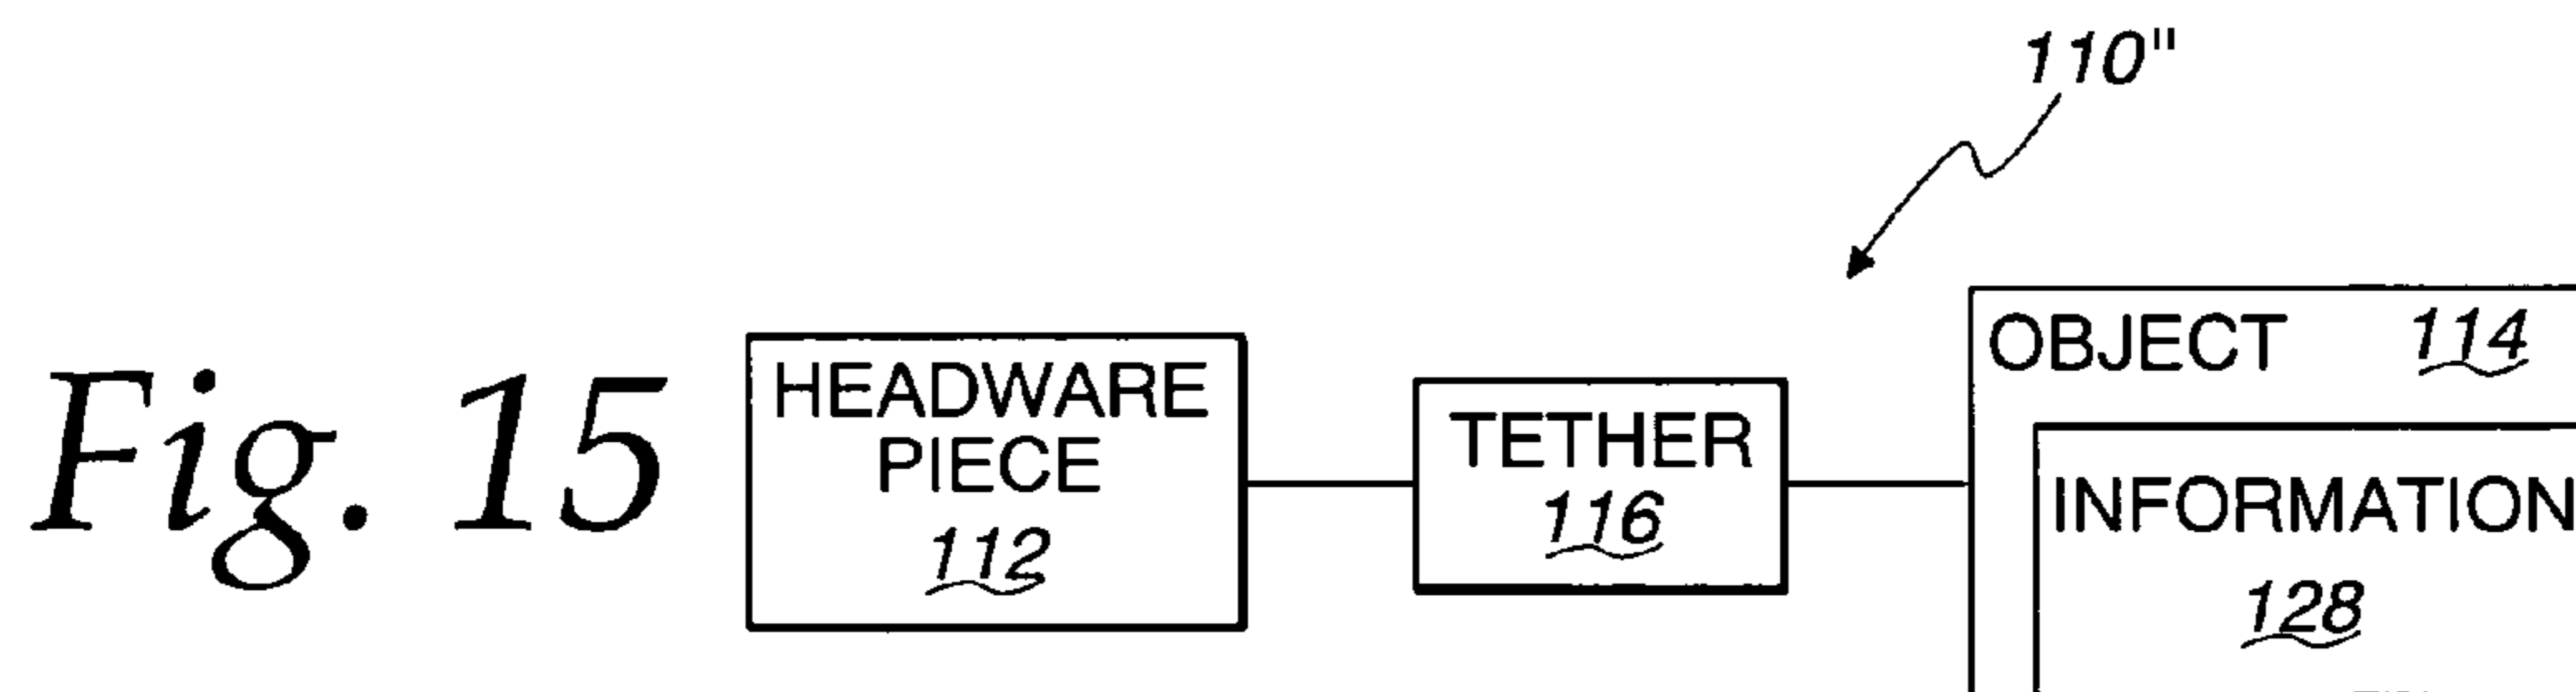 110"
Fig. 15
HEADWARE
PIECE
112
TETHER
116
OBJECT 114
INFORMATION
128